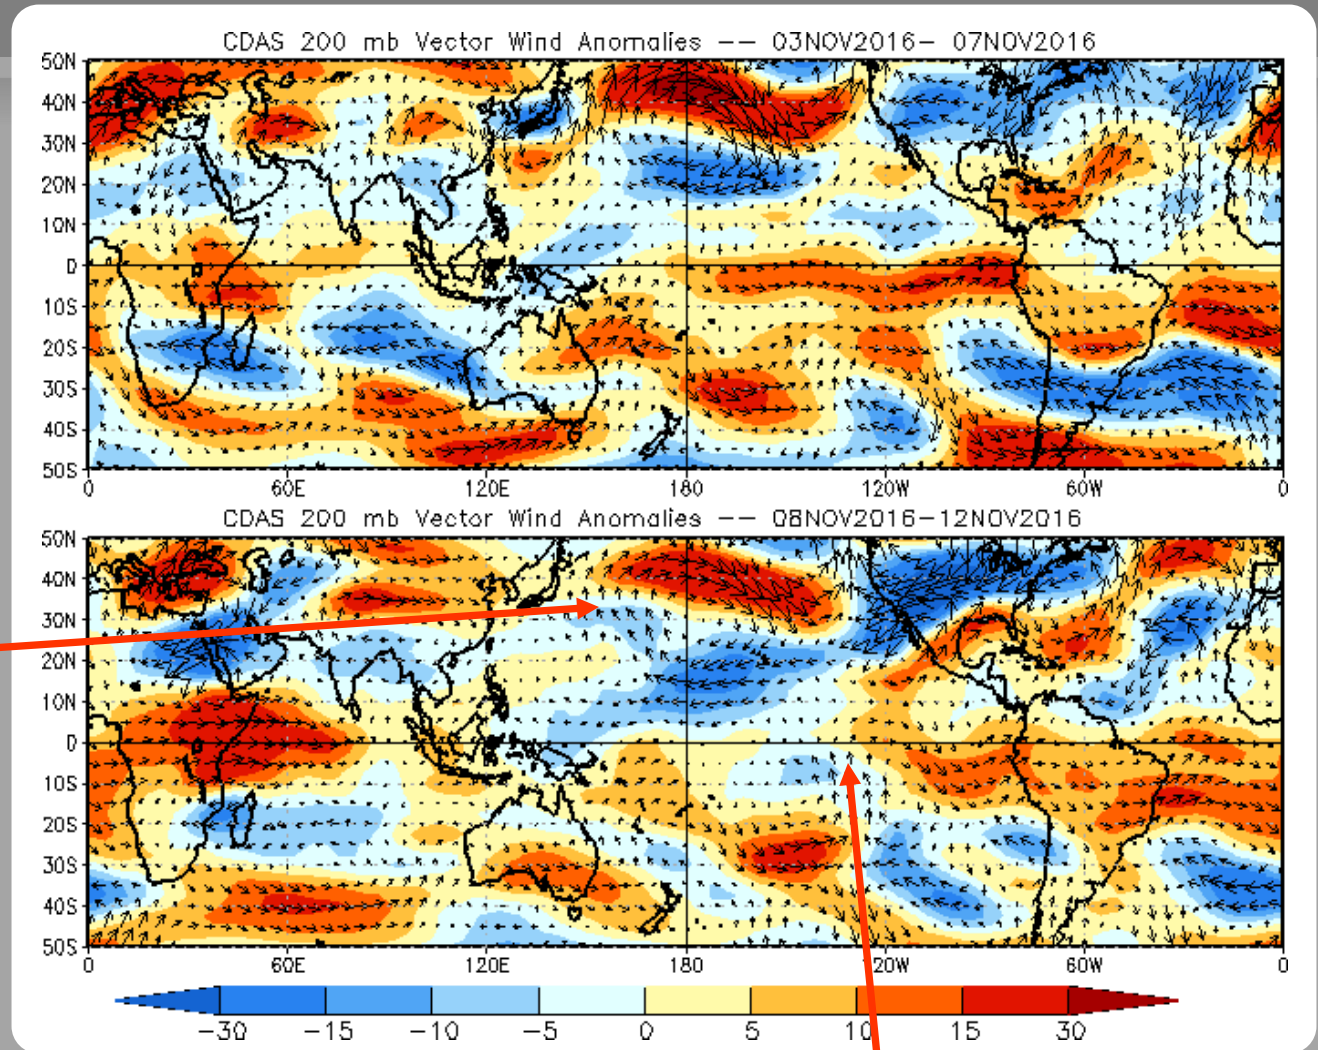 CDAS 200 mb Vector Wind Anomalies -- 03NOV2016- 07NOV2016
50N
40N
30N
20N
10N
0
10S
20S
30S
40S
50S
0 60E 120E 180 120W 60W 0
CDAS 200 mb Vector Wind Anomalies -- 08NOV2016-12NOV2016
50N
40N
30N
20N
10N
0
10S
20S
30S
40S
50S
0 60E 120E 180 120W 60W 0
-30 -15 -10 -5 0 5 10 15 30